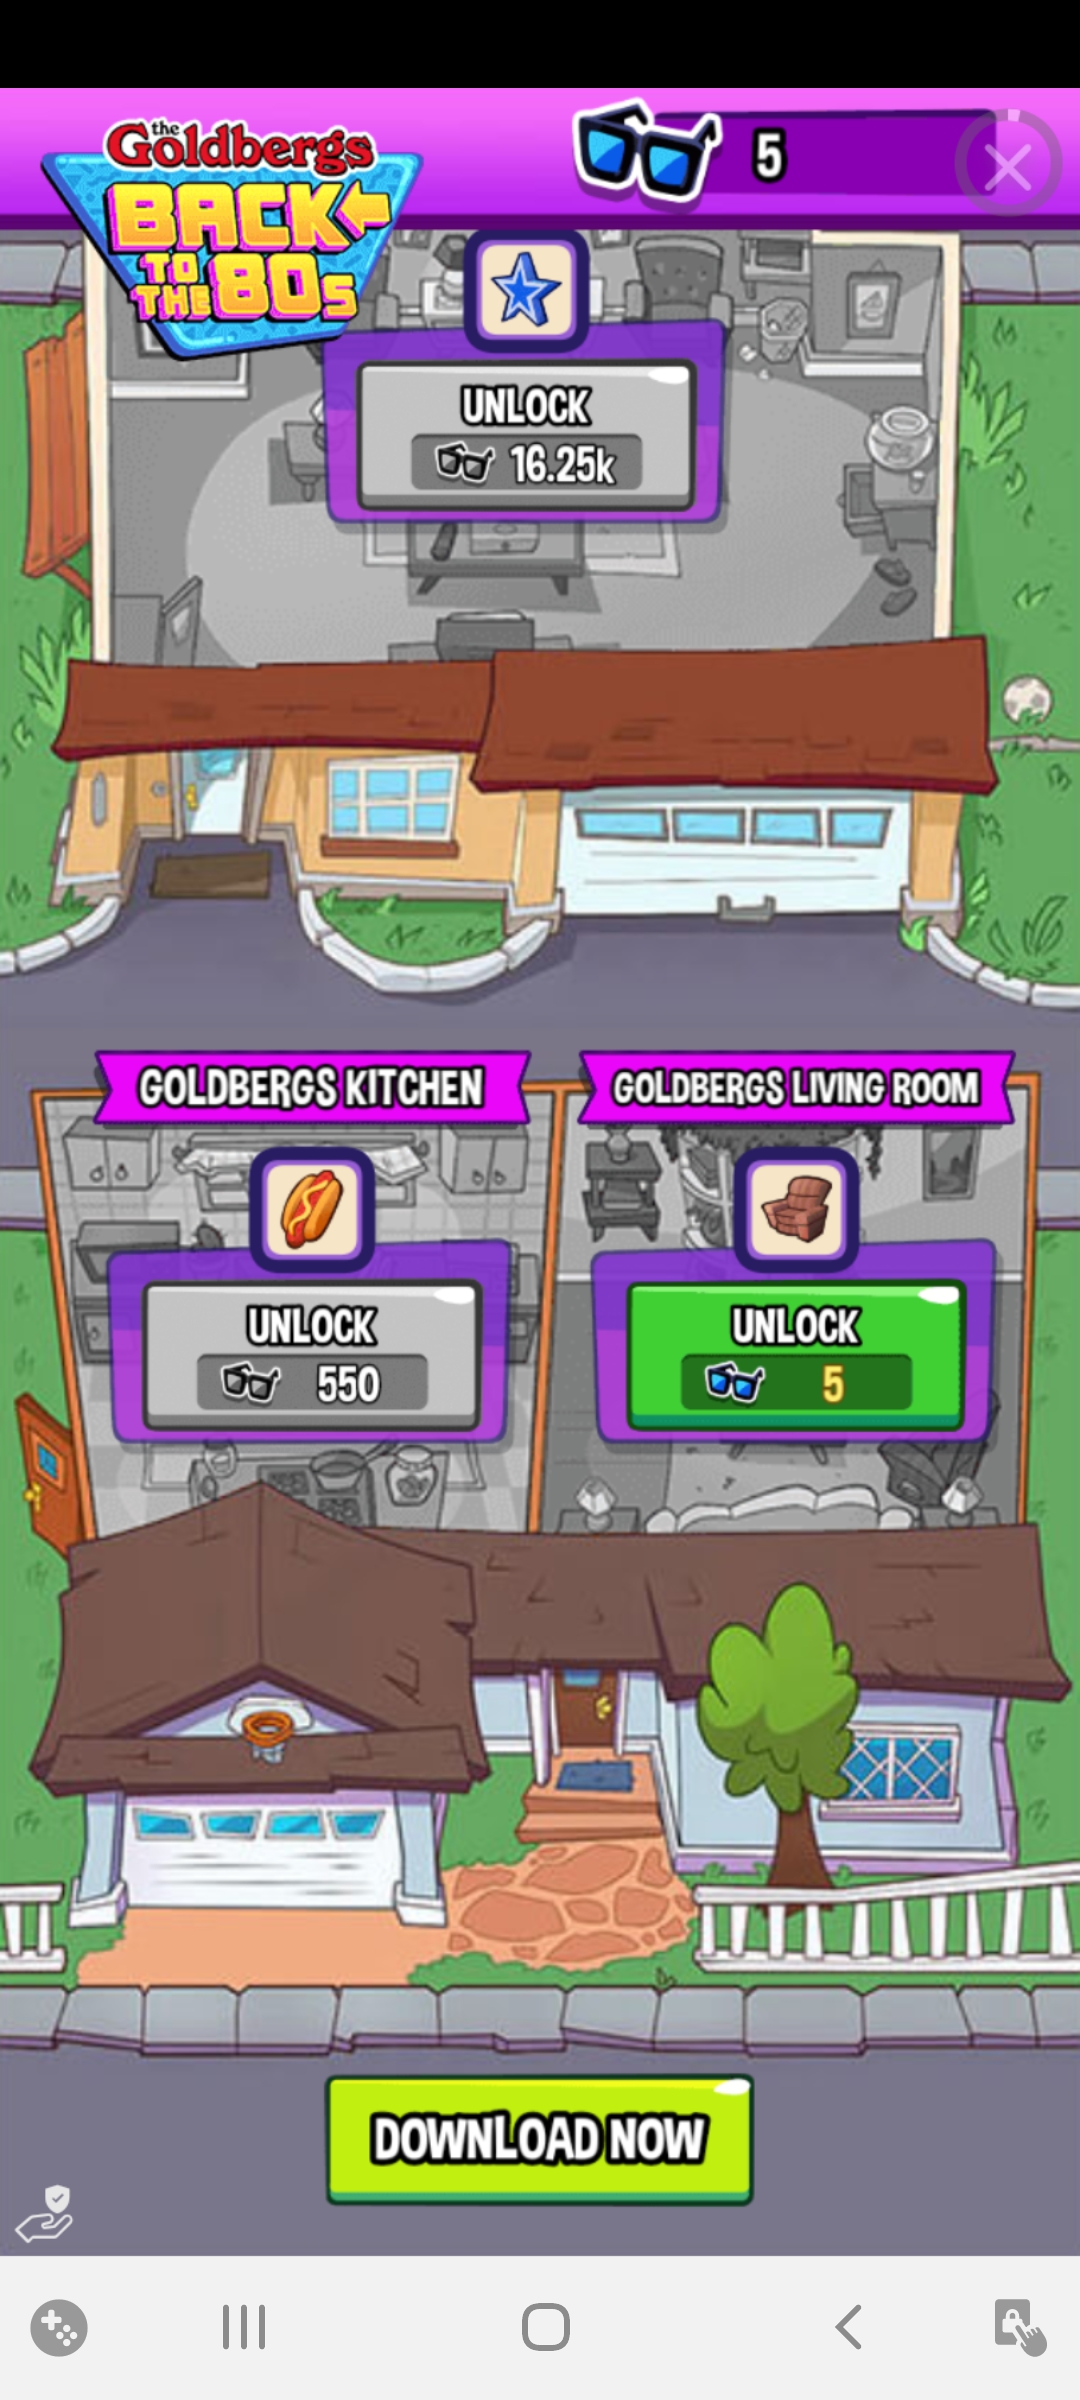 the
Goldbergs
BACK
TO
THE 80s
5
UNLOCK
16.25k
GOLDBERGS KITCHEN
GOLDBERGS LIVING ROOM
UNLOCK
550
UNLOCK
5
DOWNLOAD NOW